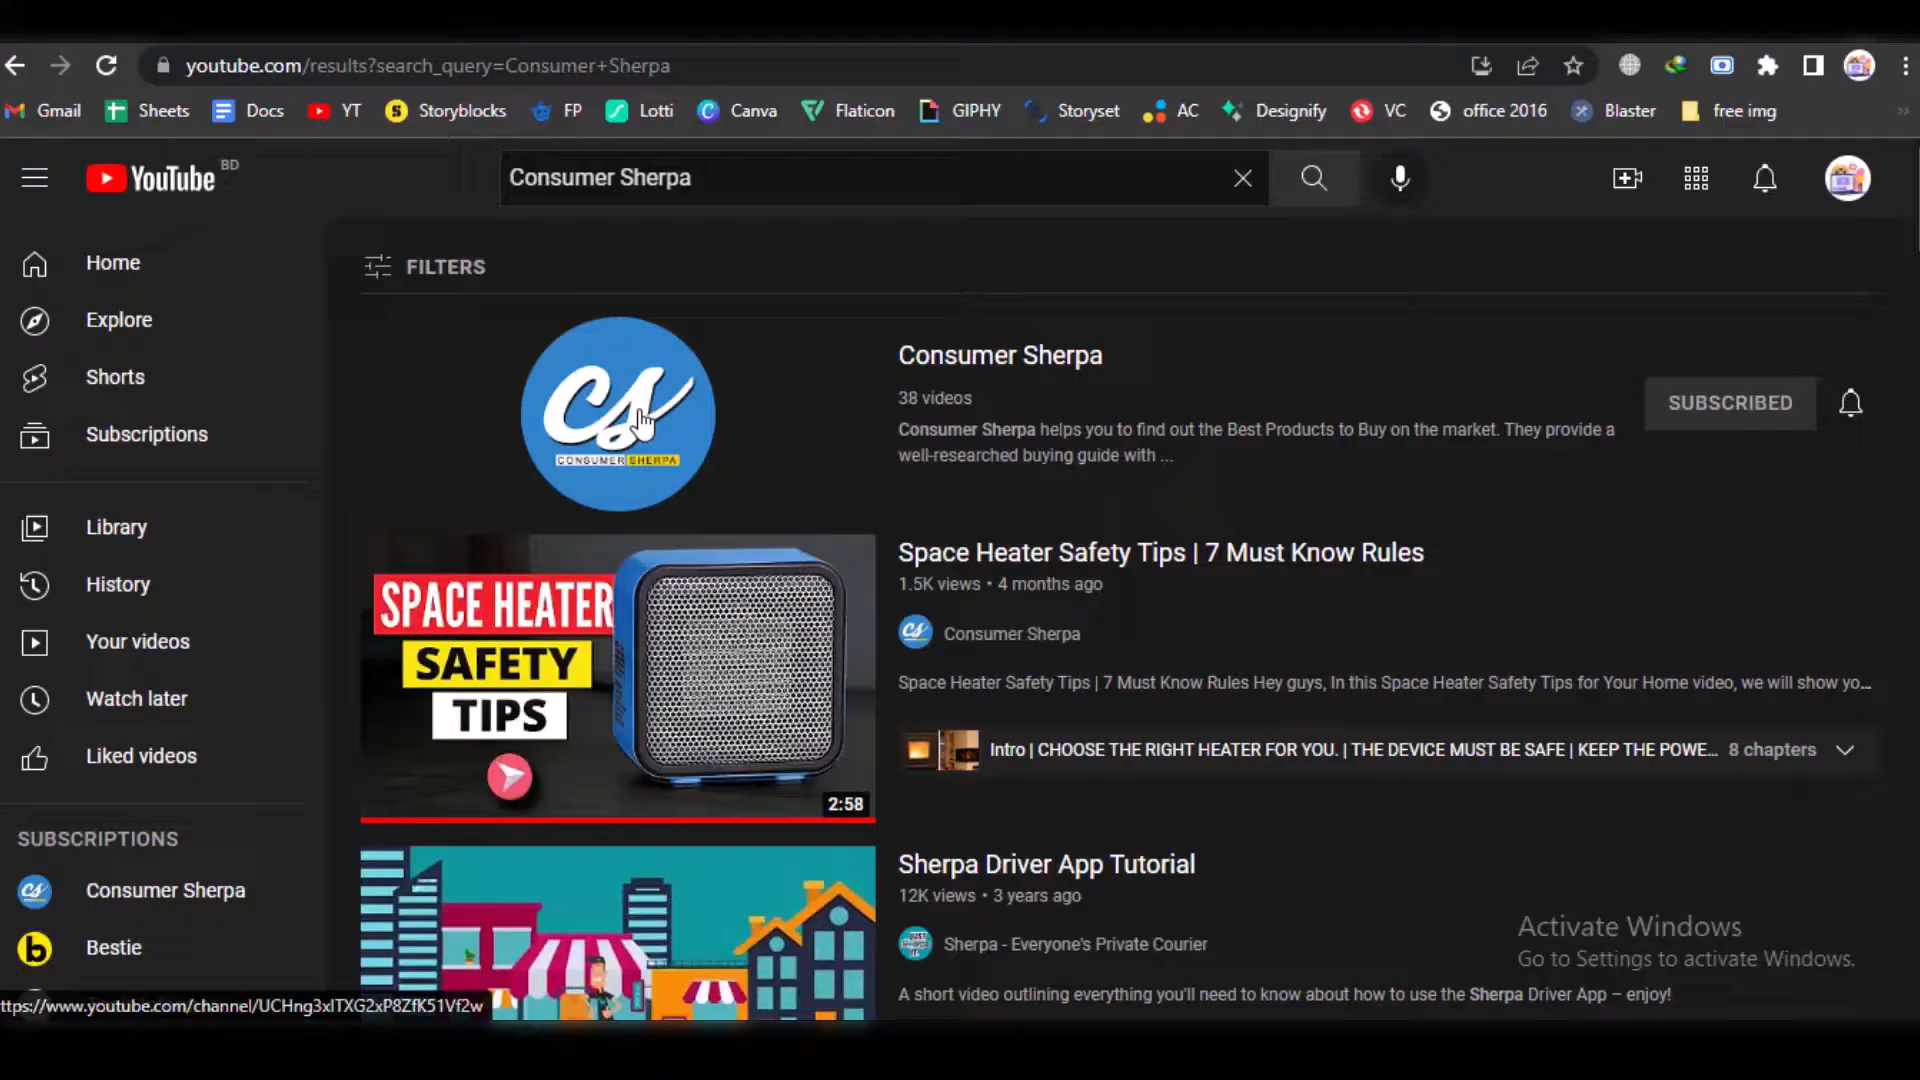 youtube.com/results?search_query=Consumer+Sherpa
Gmail Sheets Docs YT Storyblocks FP Lotti Canva Flaticon GIPHY Storyset AC Designify VC office 2016 Blaster free img
YouTube BD
Consumer Sherpa
Home
Explore
Shorts
Subscriptions
Library
History
Your videos
Watch later
Liked videos
SUBSCRIPTIONS
Consumer Sherpa
Bestie
ttps://www.youtube.com/channel/UCHng3xITXG2xP8ZfK51Vf2w
FILTERS
CS
CONSUMER SHERPA
Consumer Sherpa
38 videos
Consumer Sherpa helps you to find out the Best Products to Buy on the market. They provide a
well-researched buying guide with ...
SUBSCRIBED
SPACE HEATER
SAFETY
TIPS
2:58
Space Heater Safety Tips | 7 Must Know Rules
1.5K views • 4 months ago
Consumer Sherpa
Space Heater Safety Tips | 7 Must Know Rules Hey guys, In this Space Heater Safety Tips for Your Home video, we will show yo...
Intro | CHOOSE THE RIGHT HEATER FOR YOU. | THE DEVICE MUST BE SAFE | KEEP THE POWE... 8 chapters
Sherpa Driver App Tutorial
12K views • 3 years ago
Sherpa - Everyone's Private Courier
A short video outlining everything you'll need to know about how to use the Sherpa Driver App – enjoy!
Activate Windows
Go to Settings to activate Windows.